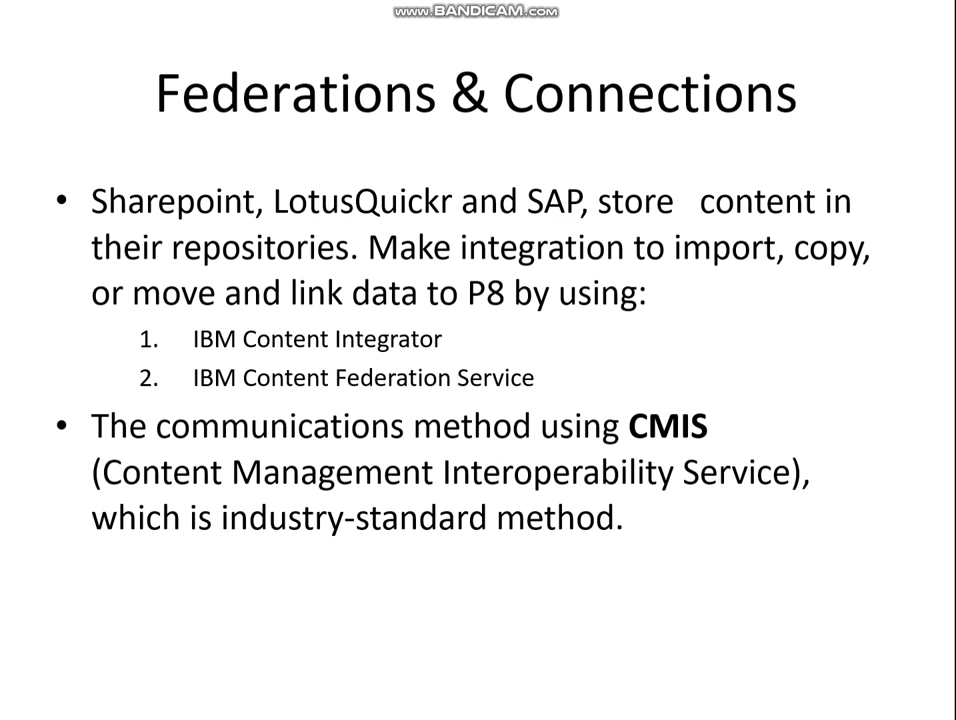 www.BANDICAM.com
Federations & Connections
• Sharepoint, LotusQuickr and SAP, store content in
their repositories. Make integration to import, copy,
or move and link data to P8 by using:
1. IBM Content Integrator
2. IBM Content Federation Service
• The communications method using CMIS
(Content Management Interoperability Service),
which is industry-standard method.